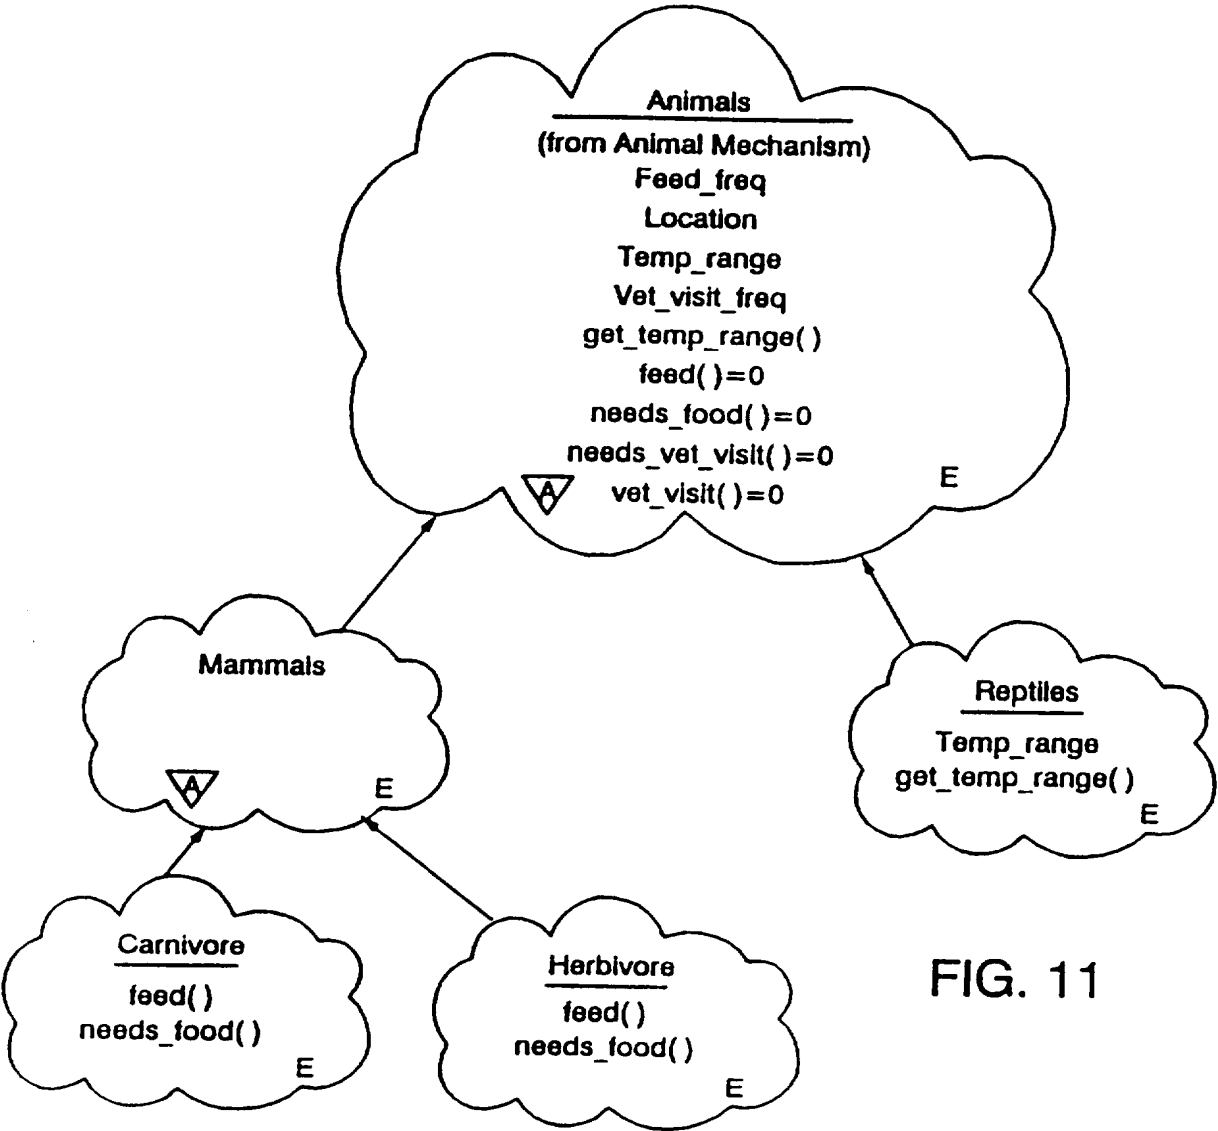 Animals
(from Animal Mechanism)
Feed_freq
Location
Temp_range
Vet_visit_freq
get_temp_range()
feed()=0
needs_food()=0
needs_vet_visit()=0
vet_visit()=0
A
E
Mammals
A
E
Reptiles
Temp_range
get_temp_range()
E
Carnivore
feed()
needs_food()
E
Herbivore
feed()
needs_food()
E
FIG. 11